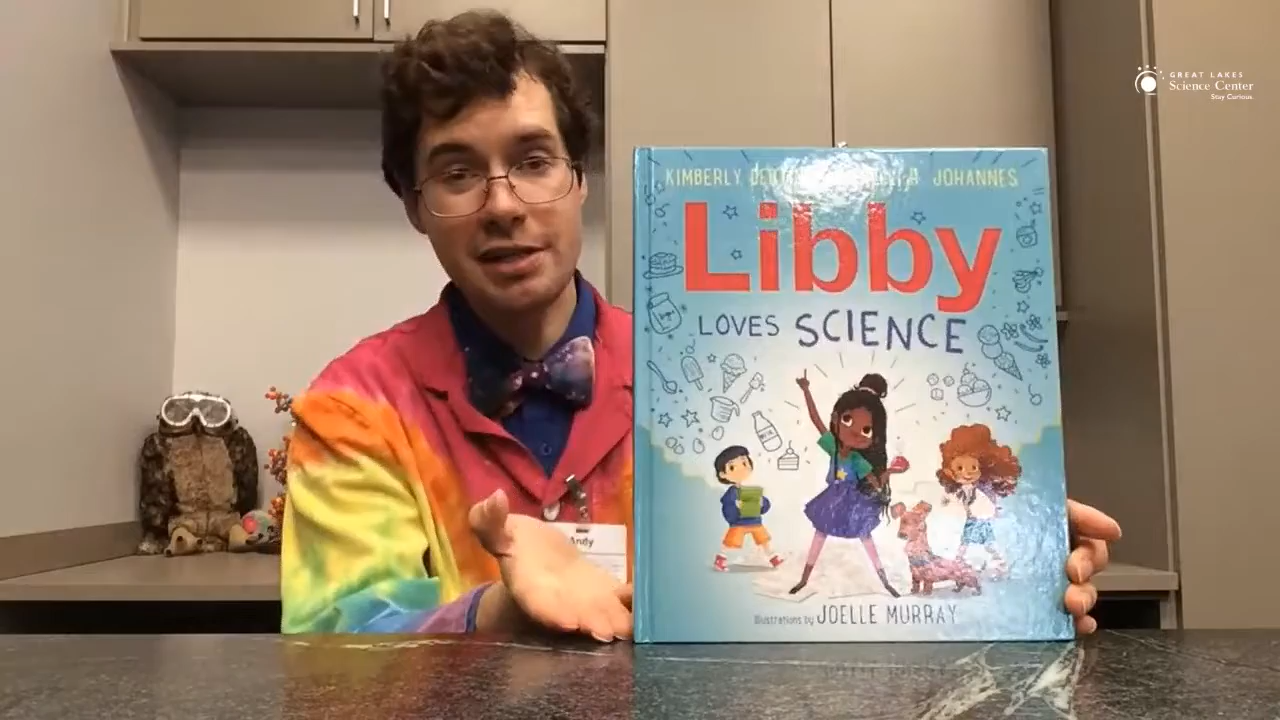 GREAT LAKES
Science Center
Stay Curious.
KIMBERLY JOHANNES
Libby
LOVES SCIENCE
Illustrations by JOELLE MURRAY
Andy